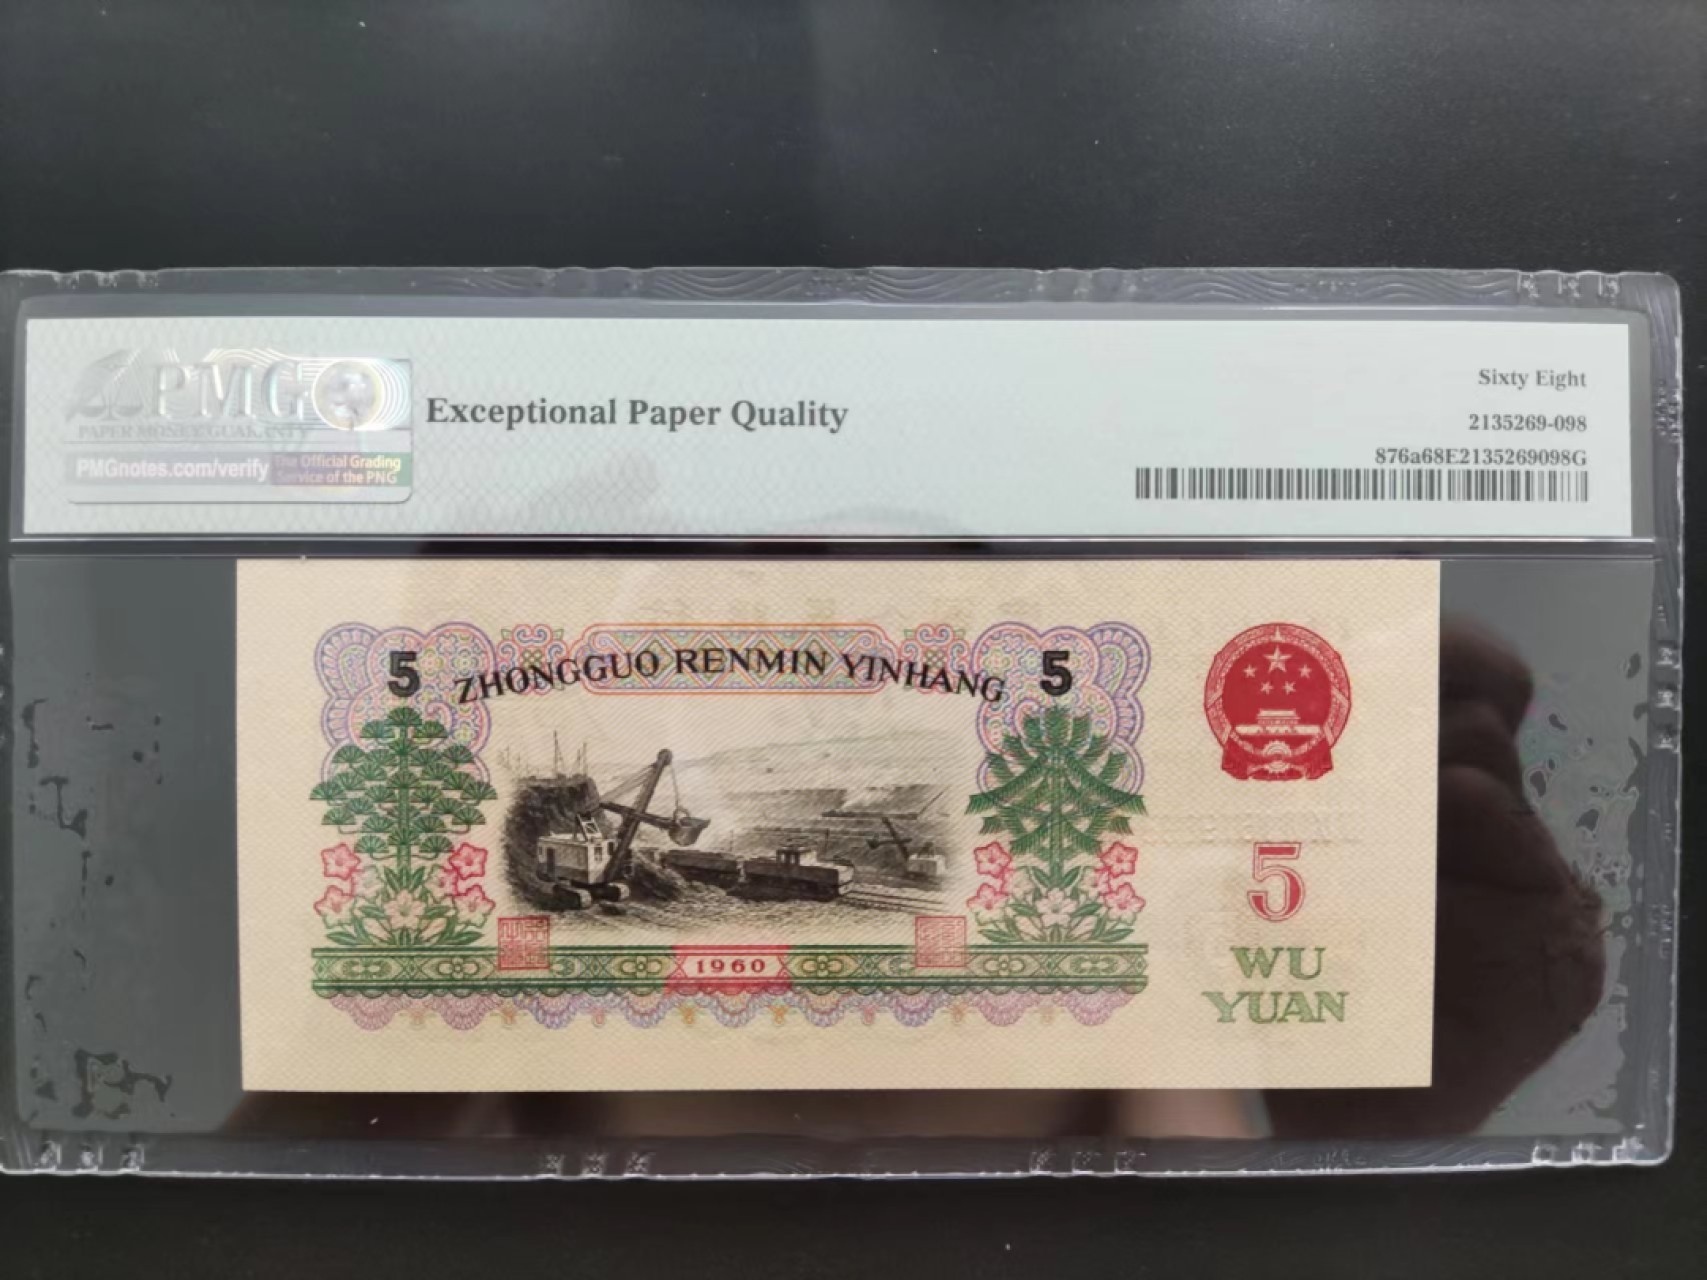 PMG
PAPER MONEY GUARANTY
PMGnotes.com/verify
The Official Grading
Service of the PNG
Exceptional Paper Quality
Sixty Eight
2135269-098
876a68E2135269098G
5 ZHONGGUO RENMIN YINHANG 5
5
1960
WU
YUAN